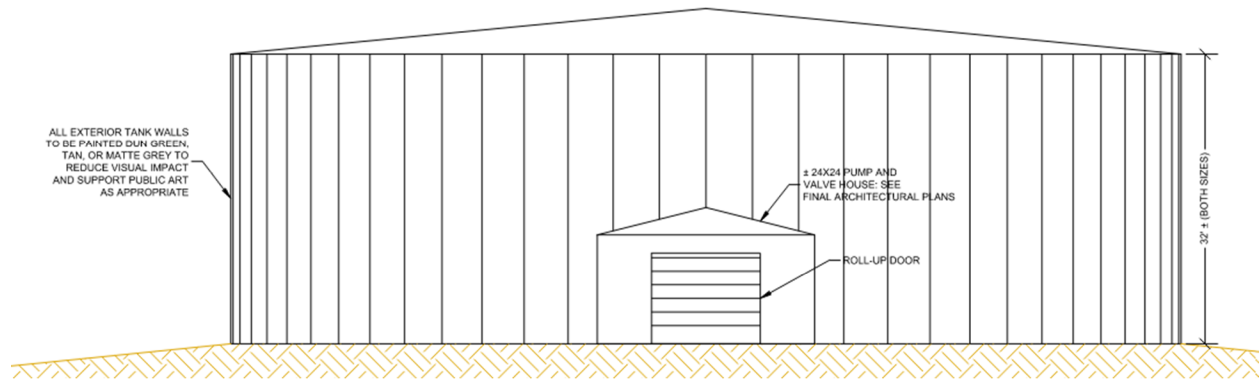 ALL EXTERIOR TANK WALLS
TO BE PAINTED DUN GREEN,
TAN, OR MATTE GREY TO
REDUCE VISUAL IMPACT
AND SUPPORT PUBLIC ART
AS APPROPRIATE
± 24X24 PUMP AND
VALVE HOUSE: SEE
FINAL ARCHITECTURAL PLANS
ROLL-UP DOOR
32' ± (BOTH SIZES)